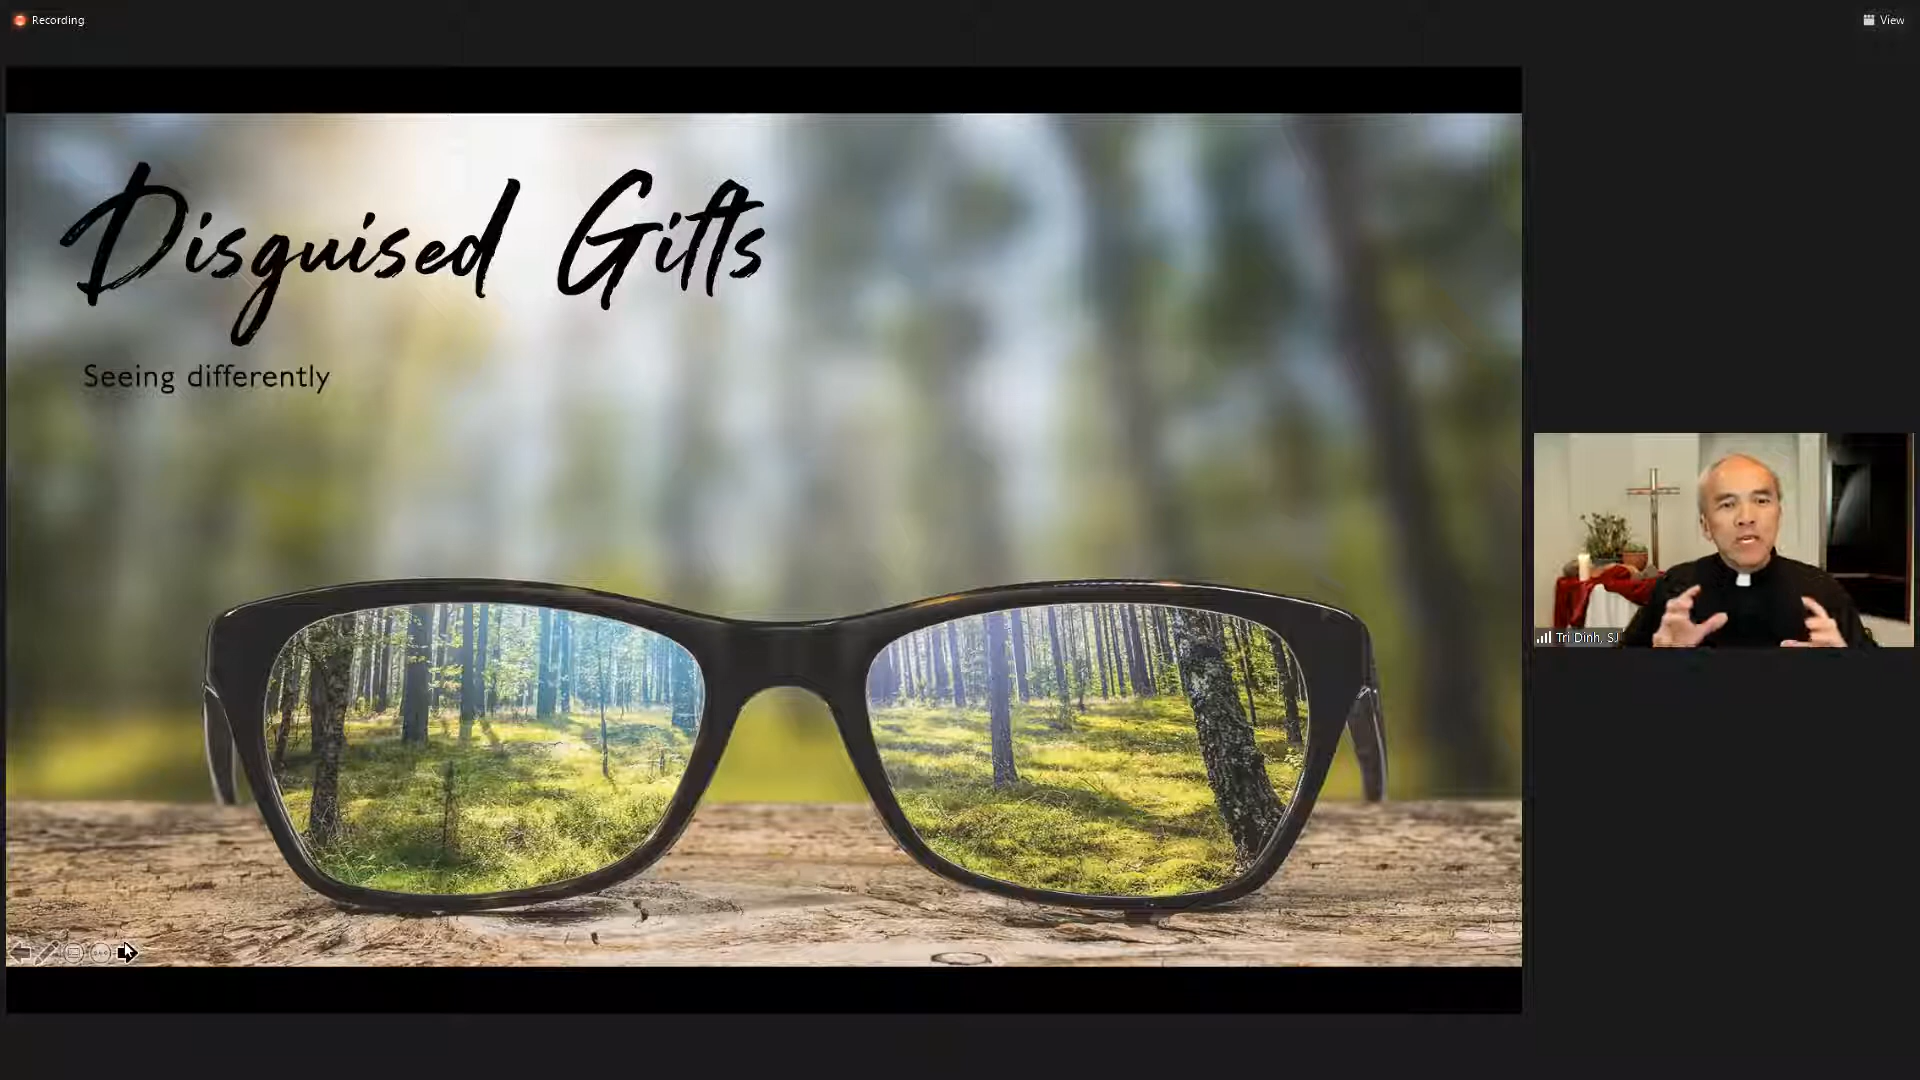 Recording
View
Disguised Gifts
Seeing differently
Tri Dinh, SJ